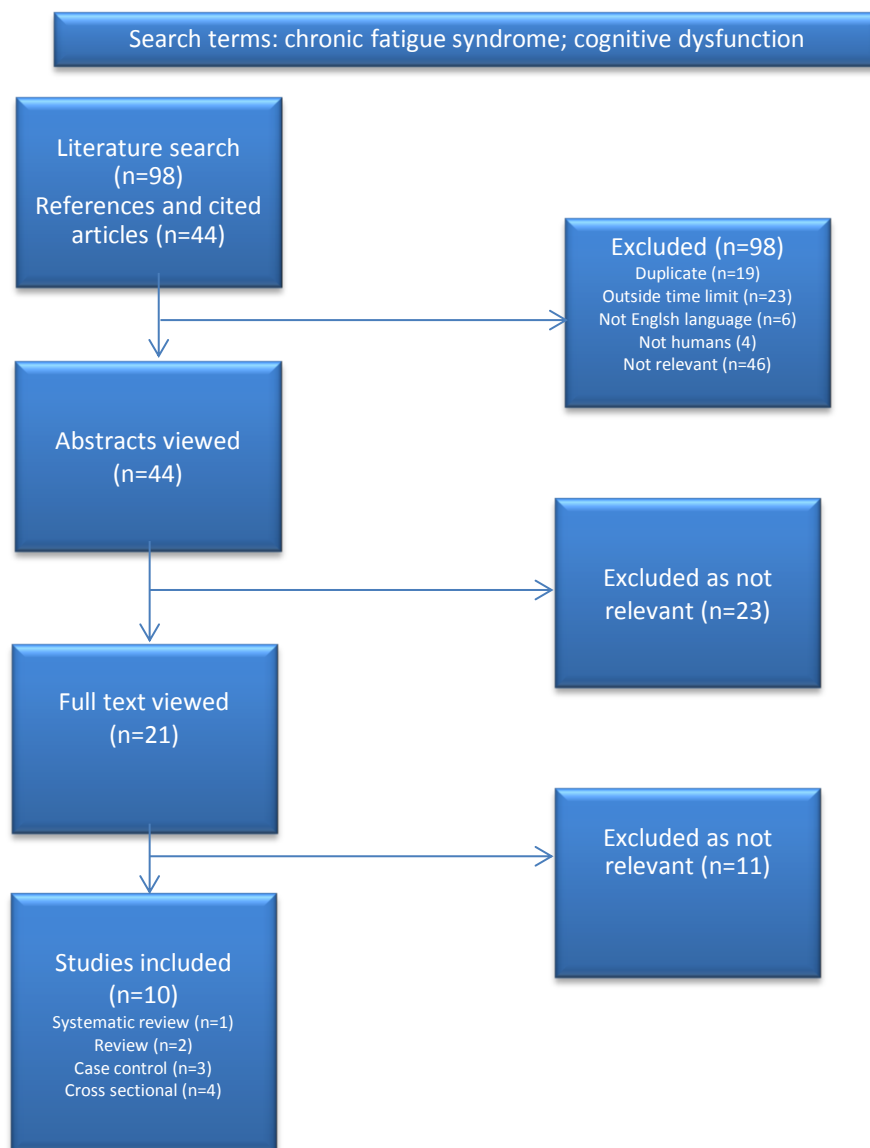 Search terms: chronic fatigue syndrome; cognitive dysfunction
Literature search
(n=98)
References and cited
articles (n=44)
Excluded (n=98)
Duplicate (n=19)
Outside time limit (n=23)
Not Englsh language (n=6)
Not humans (4)
Not relevant (n=46)
Abstracts viewed
(n=44)
Excluded as not
relevant (n=23)
Full text viewed
(n=21)
Excluded as not
relevant (n=11)
Studies included
(n=10)
Systematic review (n=1)
Review (n=2)
Case control (n=3)
Cross sectional (n=4)